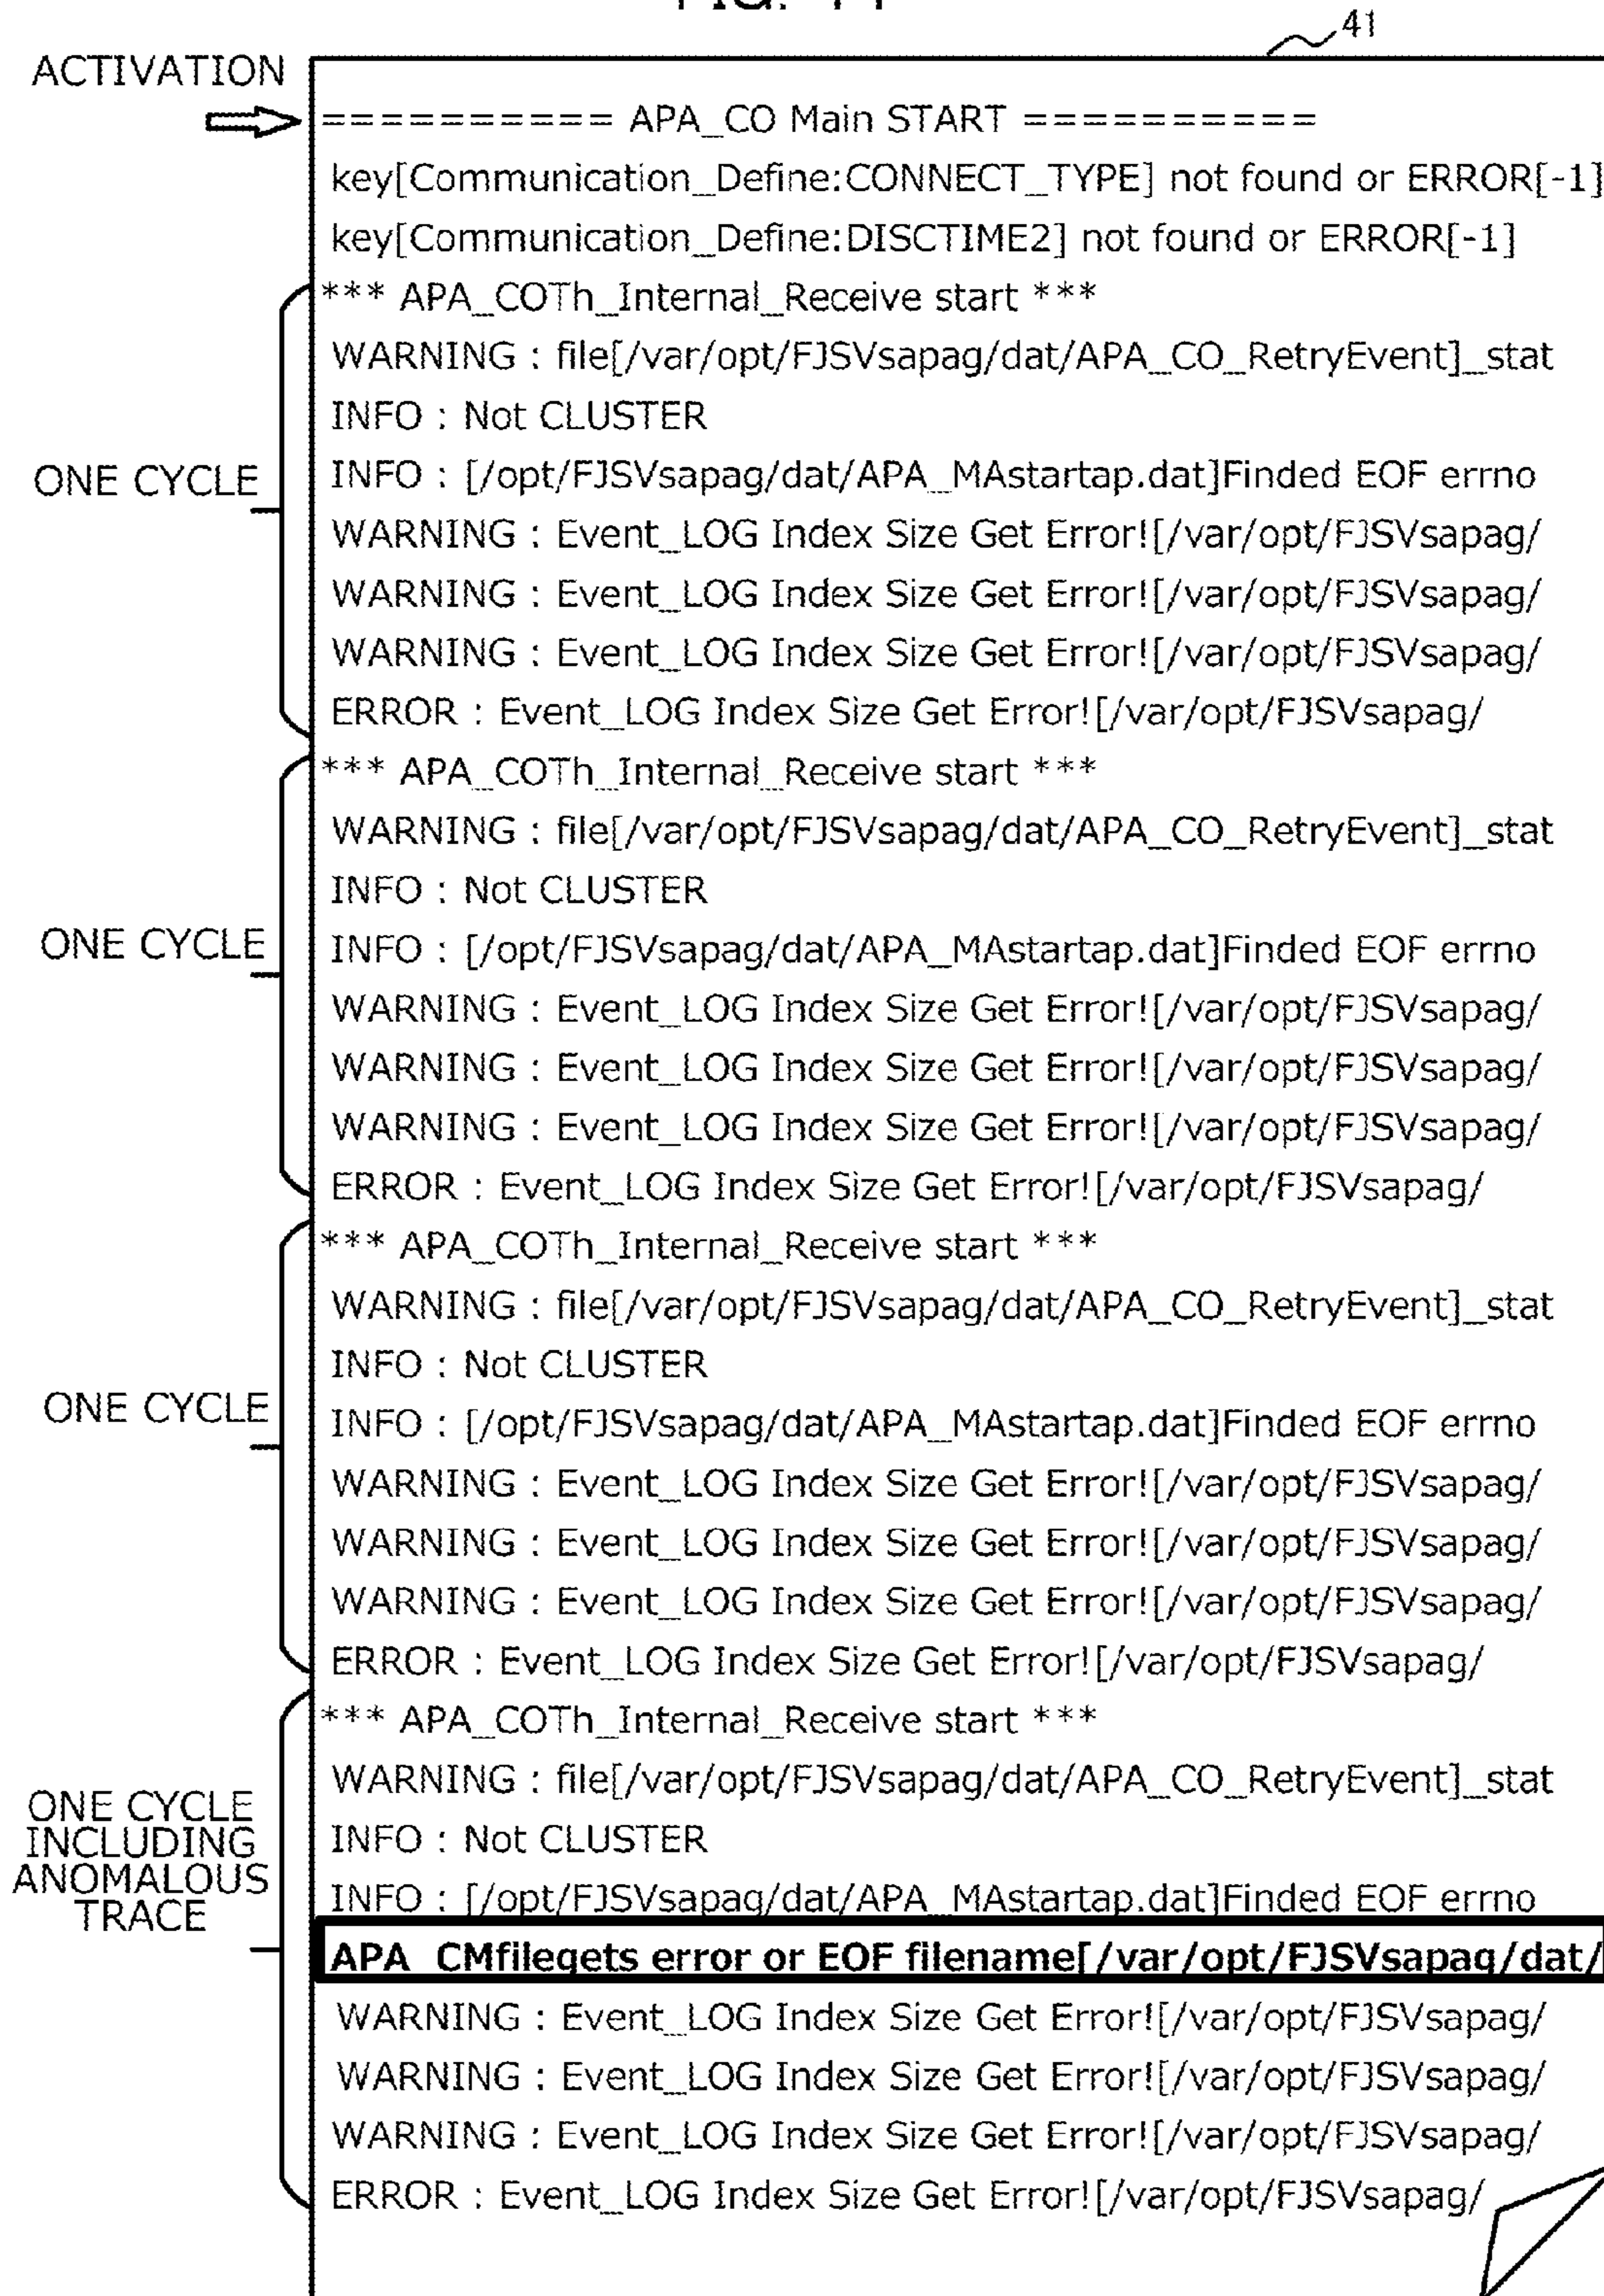 41
ACTIVATION
========== APA_CO Main START ==========
key[Communication_Define:CONNECT_TYPE] not found or ERROR[-1]
key[Communication_Define:DISCTIME2] not found or ERROR[-1]
*** APA_COTh_Internal_Receive start ***
WARNING : file[/var/opt/FJSVsapag/dat/APA_CO_RetryEvent]_stat
INFO : Not CLUSTER
ONE CYCLE
INFO : [/opt/FJSVsapag/dat/APA_MAstartap.dat]Finded EOF errno
WARNING : Event_LOG Index Size Get Error![/var/opt/FJSVsapag/
WARNING : Event_LOG Index Size Get Error![/var/opt/FJSVsapag/
WARNING : Event_LOG Index Size Get Error![/var/opt/FJSVsapag/
ERROR : Event_LOG Index Size Get Error![/var/opt/FJSVsapag/
*** APA_COTh_Internal_Receive start ***
WARNING : file[/var/opt/FJSVsapag/dat/APA_CO_RetryEvent]_stat
INFO : Not CLUSTER
ONE CYCLE
INFO : [/opt/FJSVsapag/dat/APA_MAstartap.dat]Finded EOF errno
WARNING : Event_LOG Index Size Get Error![/var/opt/FJSVsapag/
WARNING : Event_LOG Index Size Get Error![/var/opt/FJSVsapag/
WARNING : Event_LOG Index Size Get Error![/var/opt/FJSVsapag/
ERROR : Event_LOG Index Size Get Error![/var/opt/FJSVsapag/
*** APA_COTh_Internal_Receive start ***
WARNING : file[/var/opt/FJSVsapag/dat/APA_CO_RetryEvent]_stat
INFO : Not CLUSTER
ONE CYCLE
INFO : [/opt/FJSVsapag/dat/APA_MAstartap.dat]Finded EOF errno
WARNING : Event_LOG Index Size Get Error![/var/opt/FJSVsapag/
WARNING : Event_LOG Index Size Get Error![/var/opt/FJSVsapag/
WARNING : Event_LOG Index Size Get Error![/var/opt/FJSVsapag/
ERROR : Event_LOG Index Size Get Error![/var/opt/FJSVsapag/
*** APA_COTh_Internal_Receive start ***
WARNING : file[/var/opt/FJSVsapag/dat/APA_CO_RetryEvent]_stat
ONE CYCLE
INCLUDING
ANOMALOUS
TRACE
INFO : Not CLUSTER
INFO : [/opt/FJSVsapag/dat/APA_MAstartap.dat]Finded EOF errno
APA_CMfilegets error or EOF filename[/var/opt/FJSVsapag/dat/
WARNING : Event_LOG Index Size Get Error![/var/opt/FJSVsapag/
WARNING : Event_LOG Index Size Get Error![/var/opt/FJSVsapag/
WARNING : Event_LOG Index Size Get Error![/var/opt/FJSVsapag/
ERROR : Event_LOG Index Size Get Error![/var/opt/FJSVsapag/